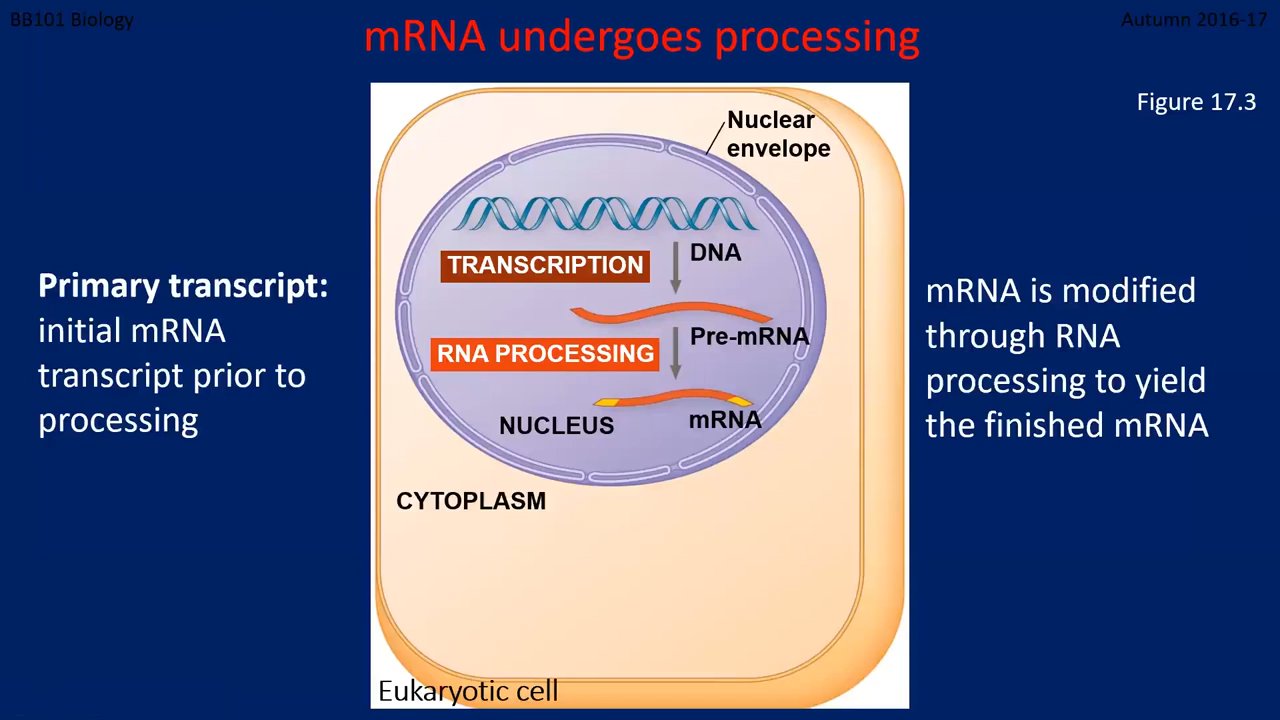 BB101 Biology
Autumn 2016-17
mRNA undergoes processing
Figure 17.3
Nuclear
envelope
DNA
TRANSCRIPTION
Pre-mRNA
RNA PROCESSING
mRNA
NUCLEUS
CYTOPLASM
Eukaryotic cell
Primary transcript:
initial mRNA
transcript prior to
processing
mRNA is modified
through RNA
processing to yield
the finished mRNA